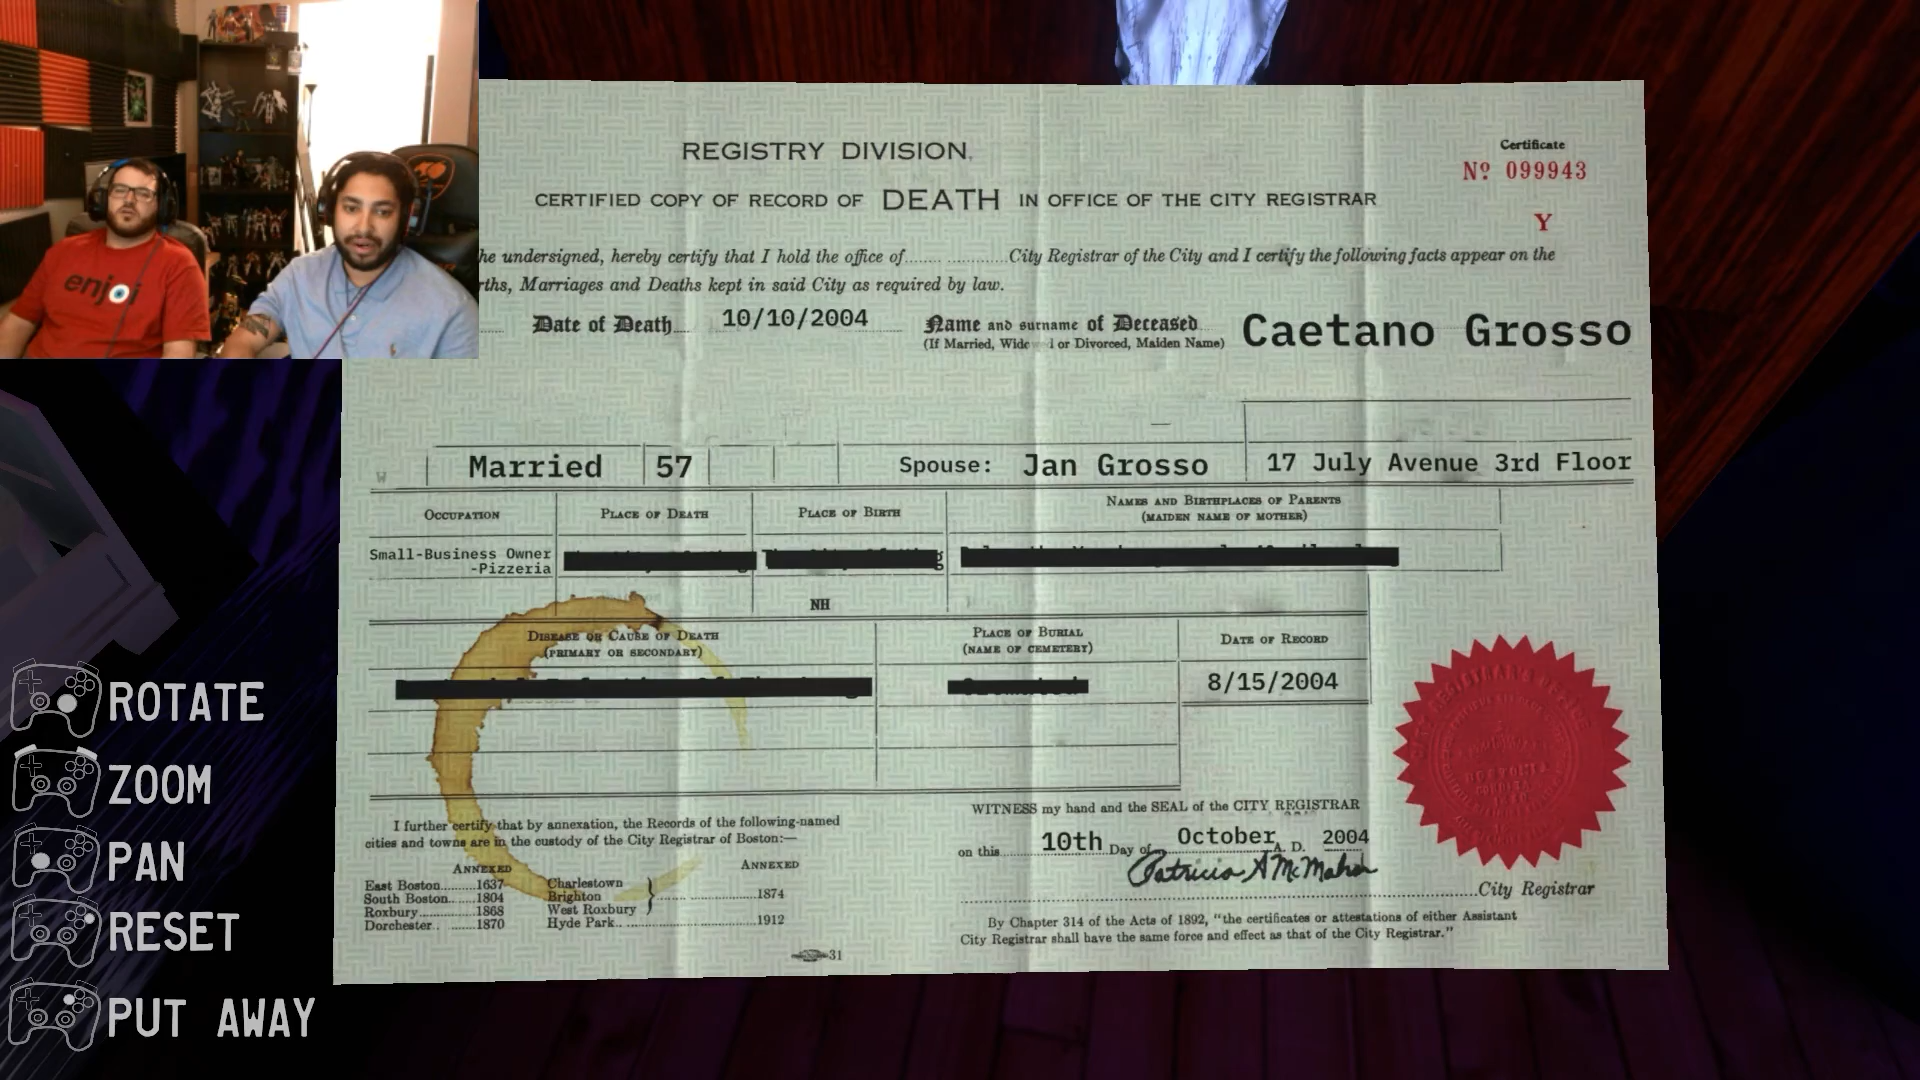 enjoi
REGISTRY DIVISION.
Certificate
Nº 099943
Y
CERTIFIED COPY OF RECORD OF DEATH IN OFFICE OF THE CITY REGISTRAR
he undersigned, hereby certify that I hold the office of........ ..............City Registrar of the City and I certify the following facts appear on the
rths, Marriages and Deaths kept in said City as required by law.
Date of Death.... 10/10/2004
Name and surname of Deceased... Caetano Grosso
(If Married, or Divorced, Maiden Name)
W Married 57 Spouse: Jan Grosso 17 July Avenue 3rd Floor
OCCUPATION PLACE OF DEATH PLACE OF BIRTH NAMES AND BIRTHPLACES OF PARENTS
(MAIDEN NAME OF MOTHER)
Small-Business Owner
-Pizzeria
NH
DISEASE OR CAUSE OF DEATH
(PRIMARY OR SECONDARY)
PLACE OF BURIAL
(NAME OF CEMETERY)
DATE OF RECORD
8/15/2004
WITNESS my hand and the SEAL of the CITY REGISTRAR
on this.......... 10th Day of October A. D. 2004
Patricia A McMahon
City Registrar
By Chapter 314 of the Acts of 1892, "the certificates or attestations of either Assistant
City Registrar shall have the same force and effect as that of the City Registrar."
I further certify that by annexation, the Records of the following-named
cities and towns are in the custody of the City Registrar of Boston:—
ANNEXED ANNEXED
East Boston.........1637
South Boston.......1804
Roxbury..............1868
Dorchester.. .......1870
Charlestown
Brighton
West Roxbury
1874
Hyde Park.. ..................................1912
31
ROTATE
ZOOM
PAN
RESET
PUT AWAY